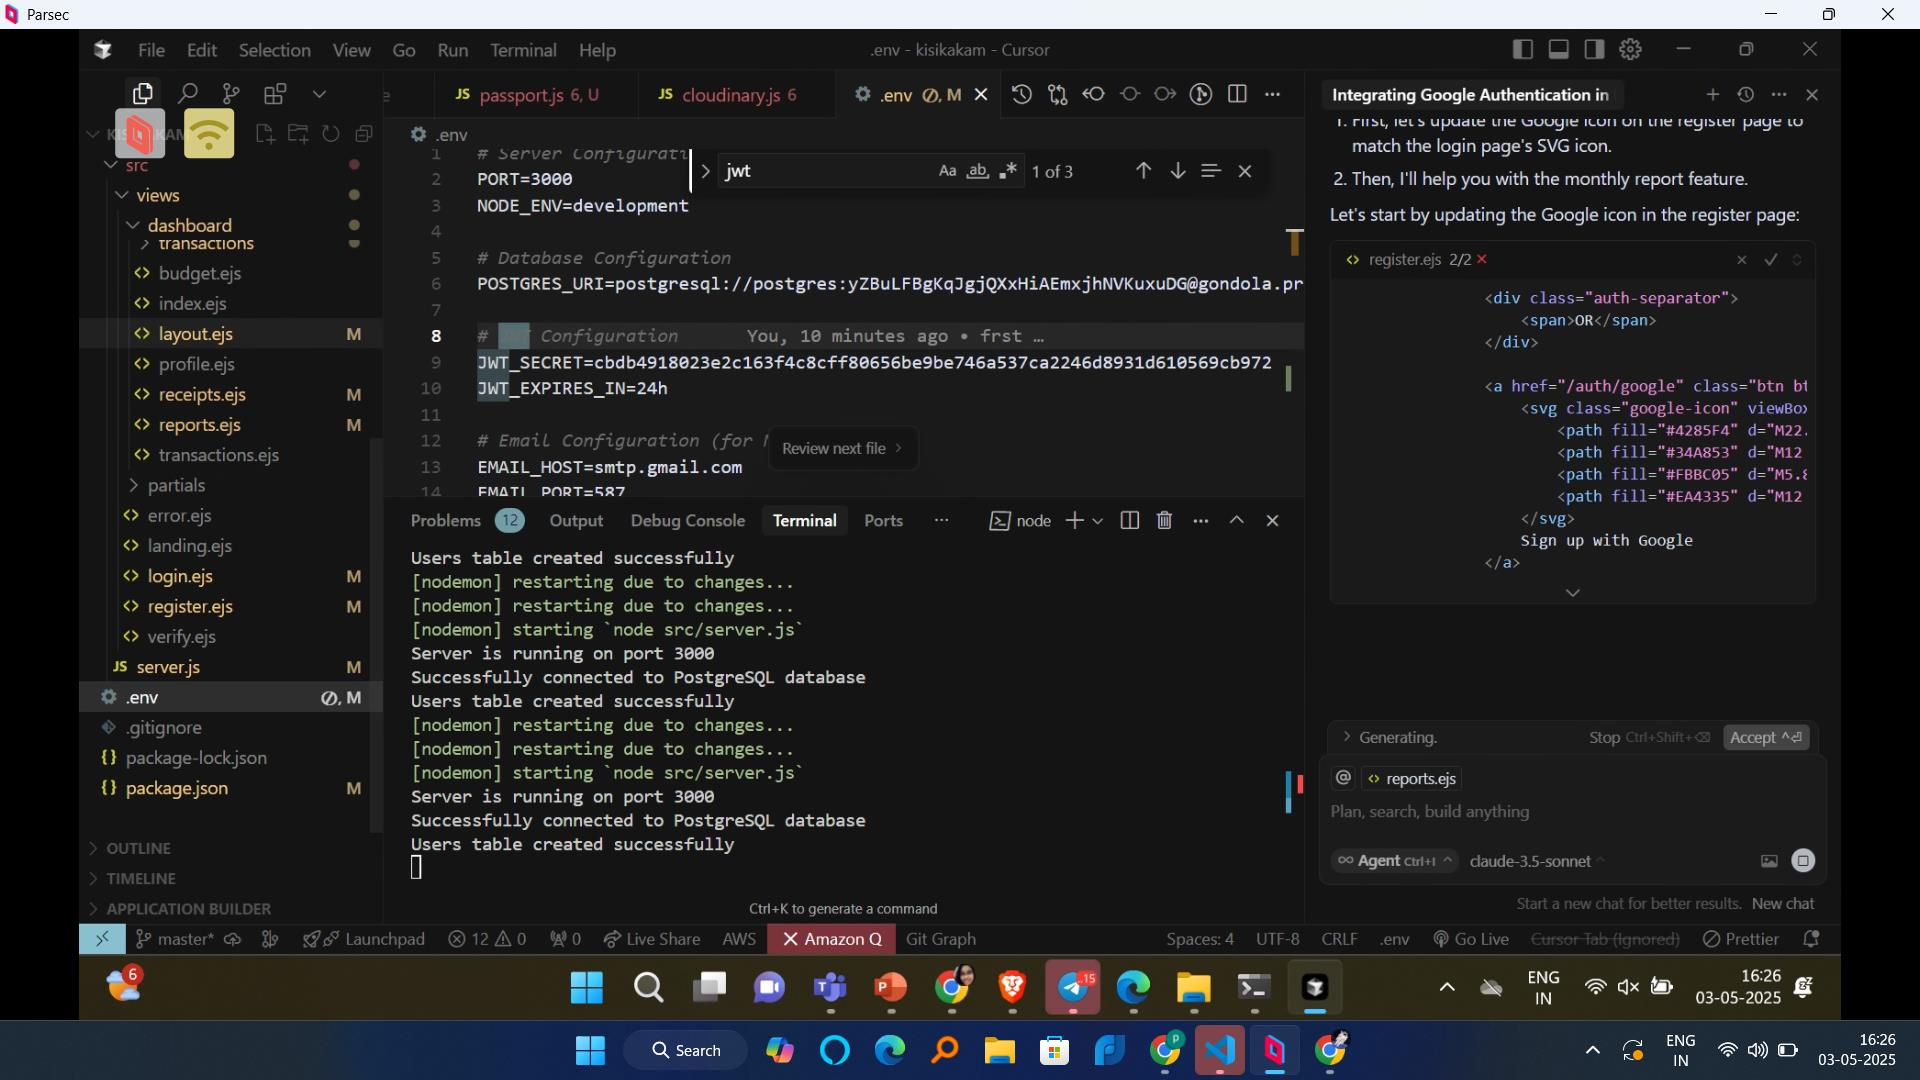 Parsec
File Edit Selection View Go Run Terminal Help
.env - kisikakam - Cursor
JS passport.js 6, U
JS cloudinary.js 6
.env M
Integrating Google Authentication in
.env
src
views
dashboard
transactions
budget.ejs
index.ejs
layout.ejs M
profile.ejs
receipts.ejs M
reports.ejs M
transactions.ejs
partials
error.ejs
landing.ejs
login.ejs M
register.ejs M
verify.ejs
JS server.js M
.env M
.gitignore
{} package-lock.json
{} package.json M
OUTLINE
TIMELINE
APPLICATION BUILDER
jwt
Aa ab 1 of 3
1 # Server Configurati
2 PORT=3000
3 NODE_ENV=development
4
5 # Database Configuration
6 POSTGRES_URI=postgresql://postgres:yZBuLFBgKqJgjQXxHiAEmxjhNVKuxuDG@gondola.pr
7
8 # JWT Configuration You, 10 minutes ago • frst …
9 JWT_SECRET=cbdb4918023e2c163f4c8cff80656be9be746a537ca2246d8931d610569cb972
10 JWT_EXPIRES_IN=24h
11
12 # Email Configuration (for
13 EMAIL_HOST=smtp.gmail.com
14 EMAIL_PORT=587
Review next file
Problems 12 Output Debug Console Terminal Ports
node
Users table created successfully
[nodemon] restarting due to changes...
[nodemon] restarting due to changes...
[nodemon] starting `node src/server.js`
Server is running on port 3000
Successfully connected to PostgreSQL database
Users table created successfully
[nodemon] restarting due to changes...
[nodemon] restarting due to changes...
[nodemon] starting `node src/server.js`
Server is running on port 3000
Successfully connected to PostgreSQL database
Users table created successfully
Ctrl+K to generate a command
1. First, let's update the Google icon on the register page to
match the login page's SVG icon.
2. Then, I'll help you with the monthly report feature.
Let's start by updating the Google icon in the register page:
register.ejs 2/2
<div class="auth-separator">
<span>OR</span>
</div>
<a href="/auth/google" class="btn bt
<svg class="google-icon" viewBox
<path fill="#4285F4" d="M22.
<path fill="#34A853" d="M12
<path fill="#FBBC05" d="M5.8
<path fill="#EA4335" d="M12
</svg>
Sign up with Google
</a>
Generating. Stop Ctrl+Shift+⌫ Accept ^⏎
@ reports.ejs
Plan, search, build anything
∞ Agent Ctrl+I claude-3.5-sonnet
Start a new chat for better results. New chat
master* Launchpad 12 0 0 Live Share AWS Amazon Q Git Graph
Spaces: 4 UTF-8 CRLF .env Go Live Cursor Tab (Ignored) Prettier
6
15
ENG
IN
16:26
03-05-2025
Search
ENG
IN
16:26
03-05-2025